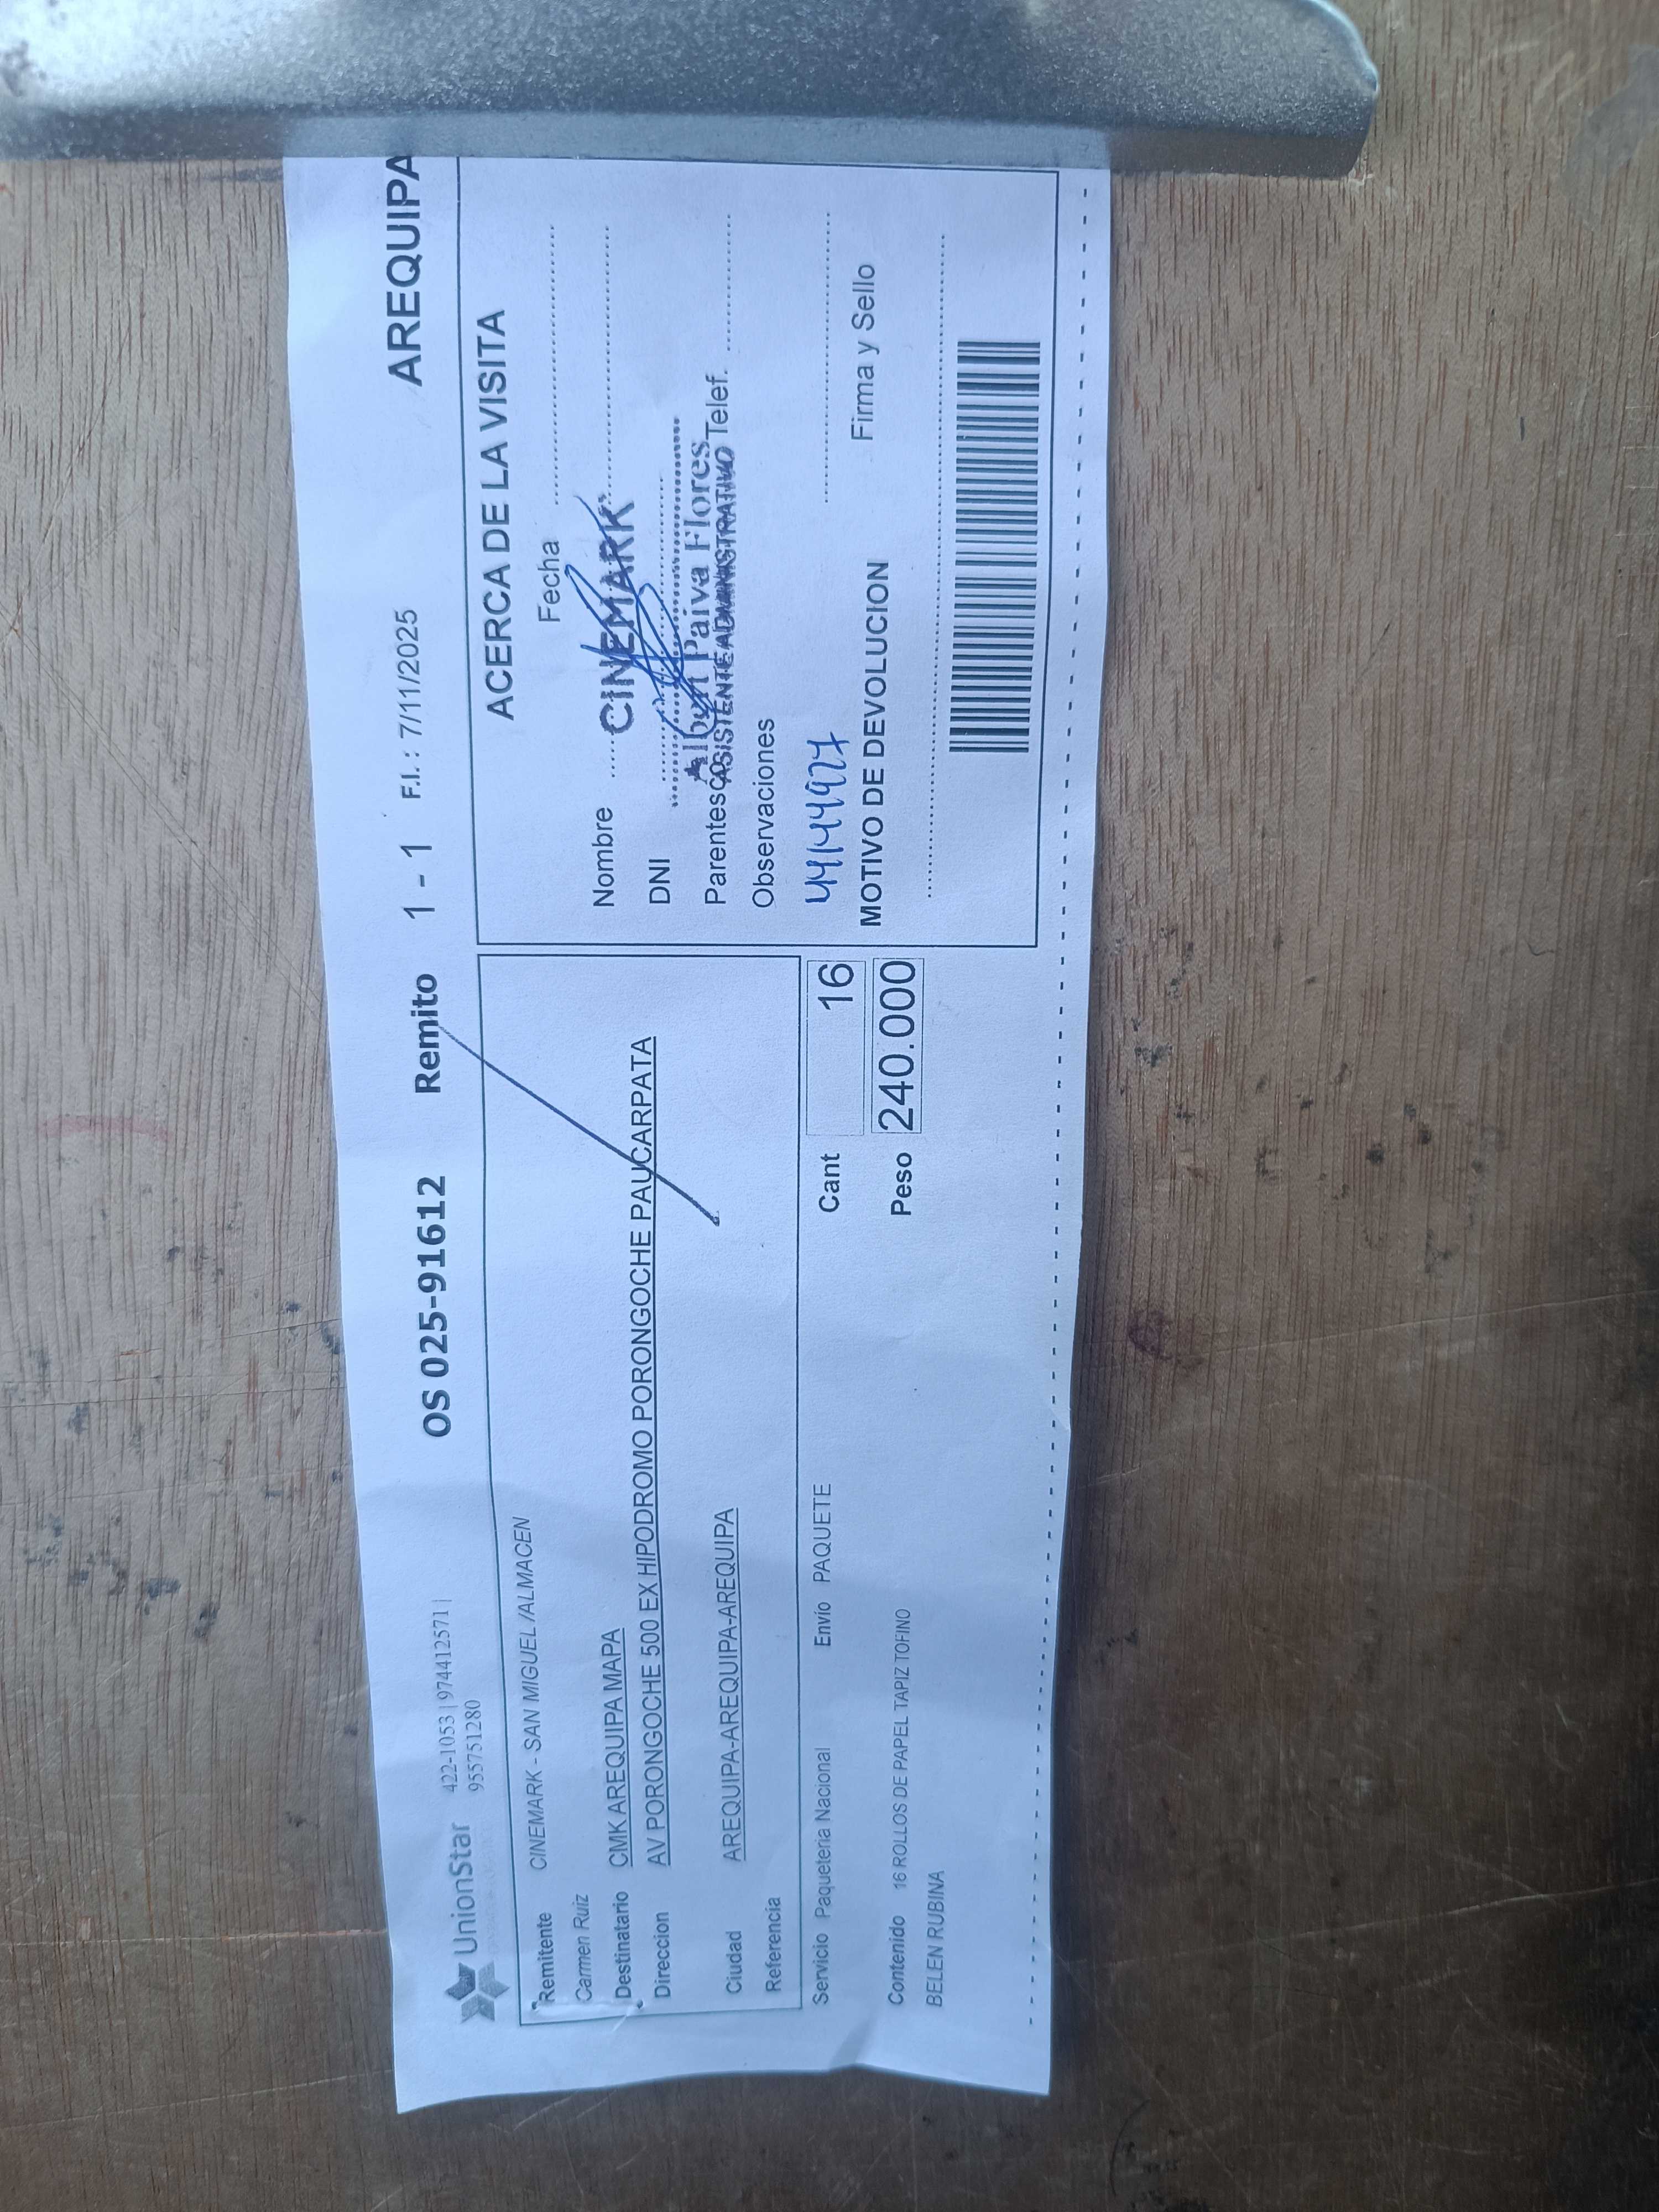 UnionStar 422-1053 | 974412571 |
955751280
OS 025-91612 Remito 1 - 1 F.I. : 7/11/2025 AREQUIPA
Remitente CINEMARK - SAN MIGUEL /ALMACEN
Carmen Ruiz
Destinatario CMK AREQUIPA MAPA
Direccion AV PORONGOCHE 500 EX HIPODROMO PORONGOCHE PAUCARPATA
Ciudad AREQUIPA-AREQUIPA-AREQUIPA
Referencia
Servicio Paqueteria Nacional Envio PAQUETE Cant 16
Contenido 16 ROLLOS DE PAPEL TAPIZ TOFINO Peso 240.000
BELEN RUBINA
ACERCA DE LA VISITA
Fecha
Nombre CINEMARK
DNI
Paiva Flores
Parentesco ASISTENTE ADMINISTRATIVO Telef.
Observaciones
44144927
MOTIVO DE DEVOLUCION Firma y Sello